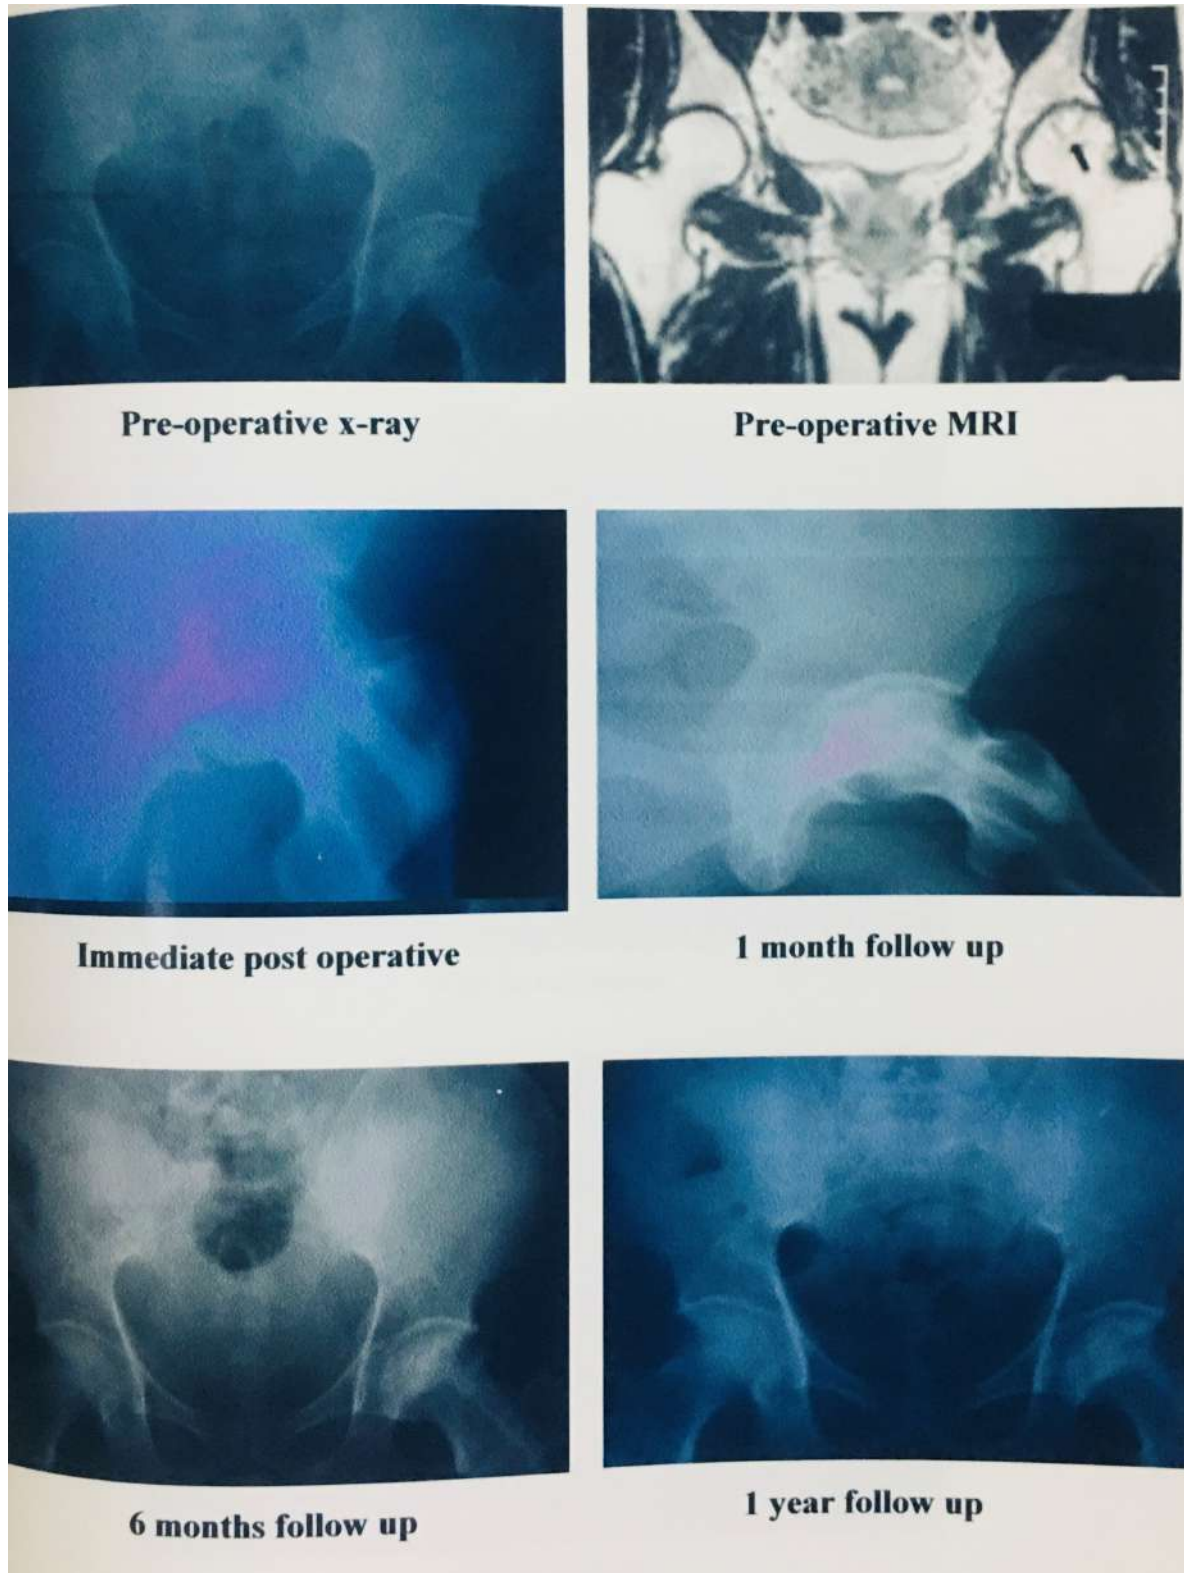 Pre-operative x-ray
Pre-operative MRI
Immediate post operative
1 month follow up
6 months follow up
1 year follow up